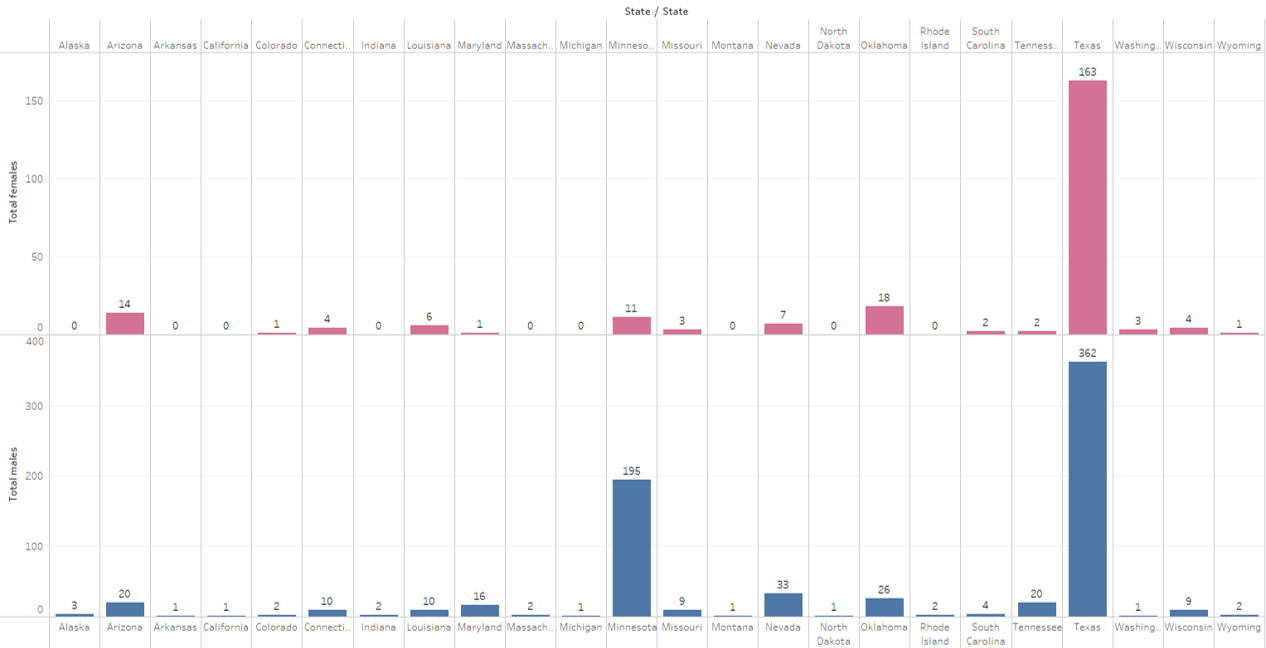 State / State
Alaska Arizona Arkansas California Colorado Connecti.. Indiana Louisiana Maryland Massach.. Michigan Minneso.. Missouri Montana Nevada North Dakota Oklahoma Rhode Island South Carolina Tenness.. Texas Washing.. Wisconsin Wyoming
Total females
150
100
50
0
0 14 0 0 1 4 0 6 1 0 0 11 3 0 7 0 18 0 2 2 163 3 4 1
Total males
400
300
200
100
0
3 20 1 1 2 10 2 10 16 2 1 195 9 1 33 1 26 2 4 20 362 1 9 2
Alaska Arizona Arkansas California Colorado Connecti.. Indiana Louisiana Maryland Massach.. Michigan Minnesota Missouri Montana Nevada North Dakota Oklahoma Rhode Island South Carolina Tennessee Texas Washing.. Wisconsin Wyoming